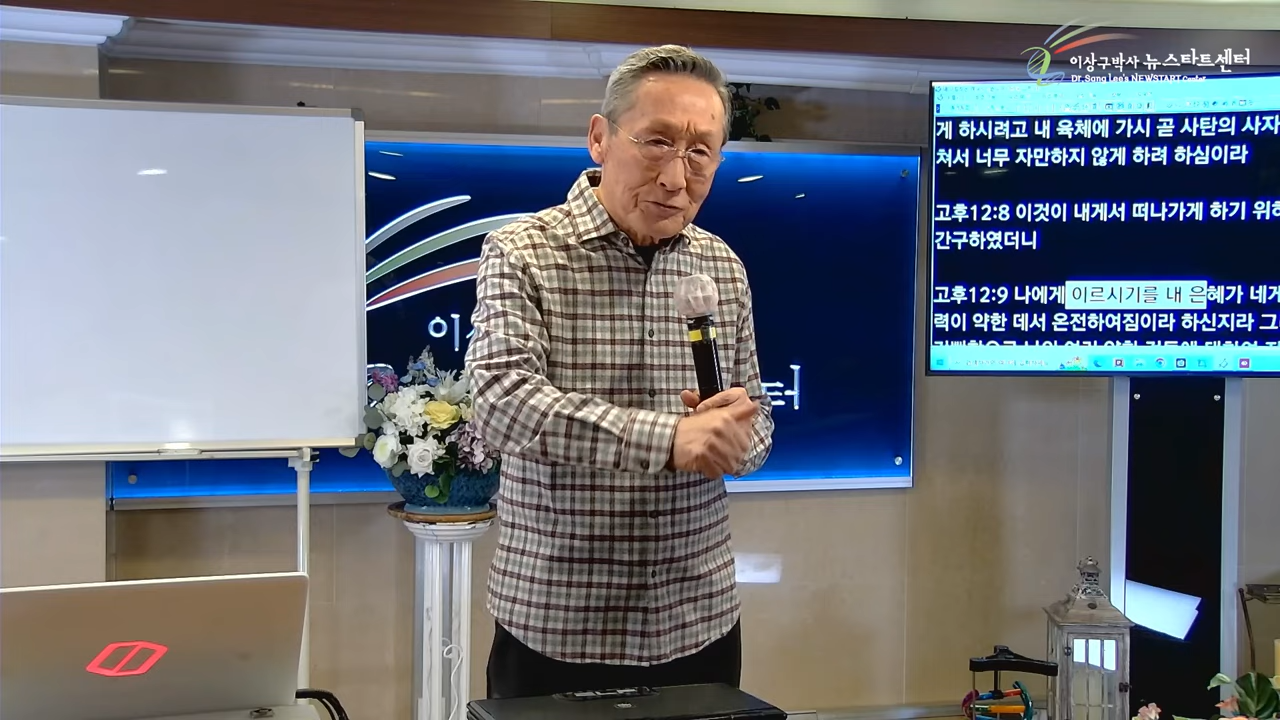 이상구박사 뉴스타트센터
Dr. Sang Lee's NEWSTART Center
게 하시려고 내 육체에 가시 곧 사탄의 사자
쳐서 너무 자만하지 않게 하려 하심이라
고후12:8 이것이 내게서 떠나가게 하기 위하
간구하였더니
고후12:9 나에게 이르시기를 내 은혜가 네게
력이 약한 데서 온전하여짐이라 하신지라 그
이상
터